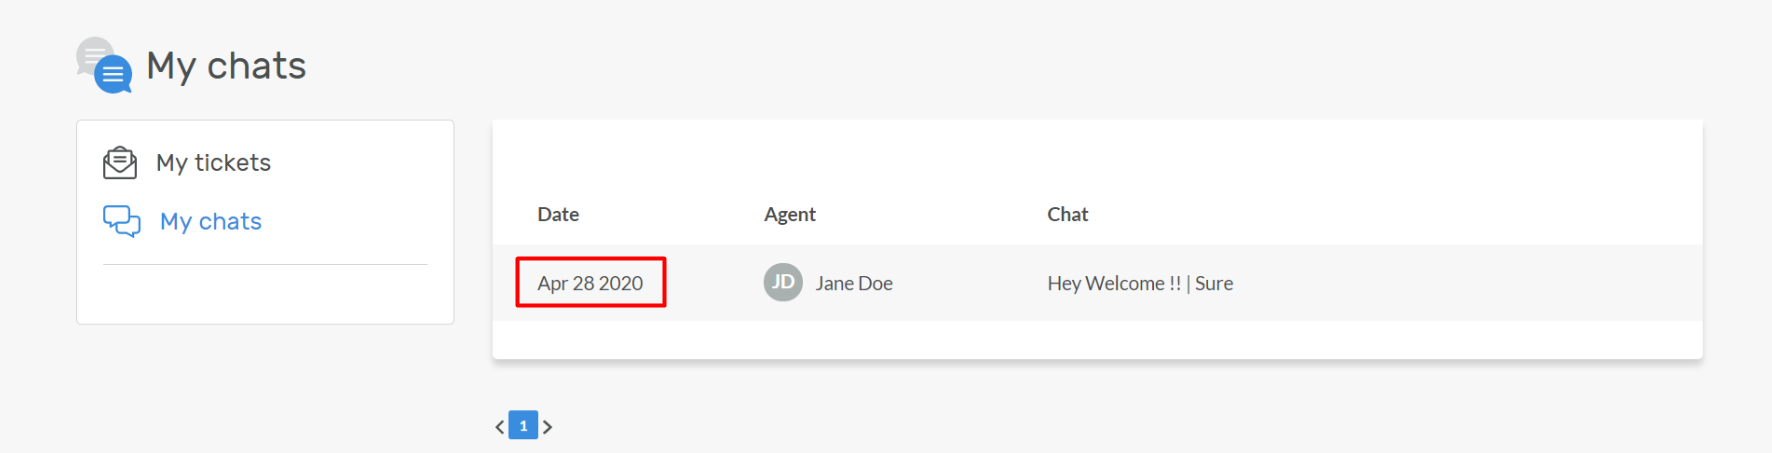 My chats
My tickets
My chats
Date Agent Chat
Apr 28 2020 JD Jane Doe Hey Welcome !! | Sure
< 1 >